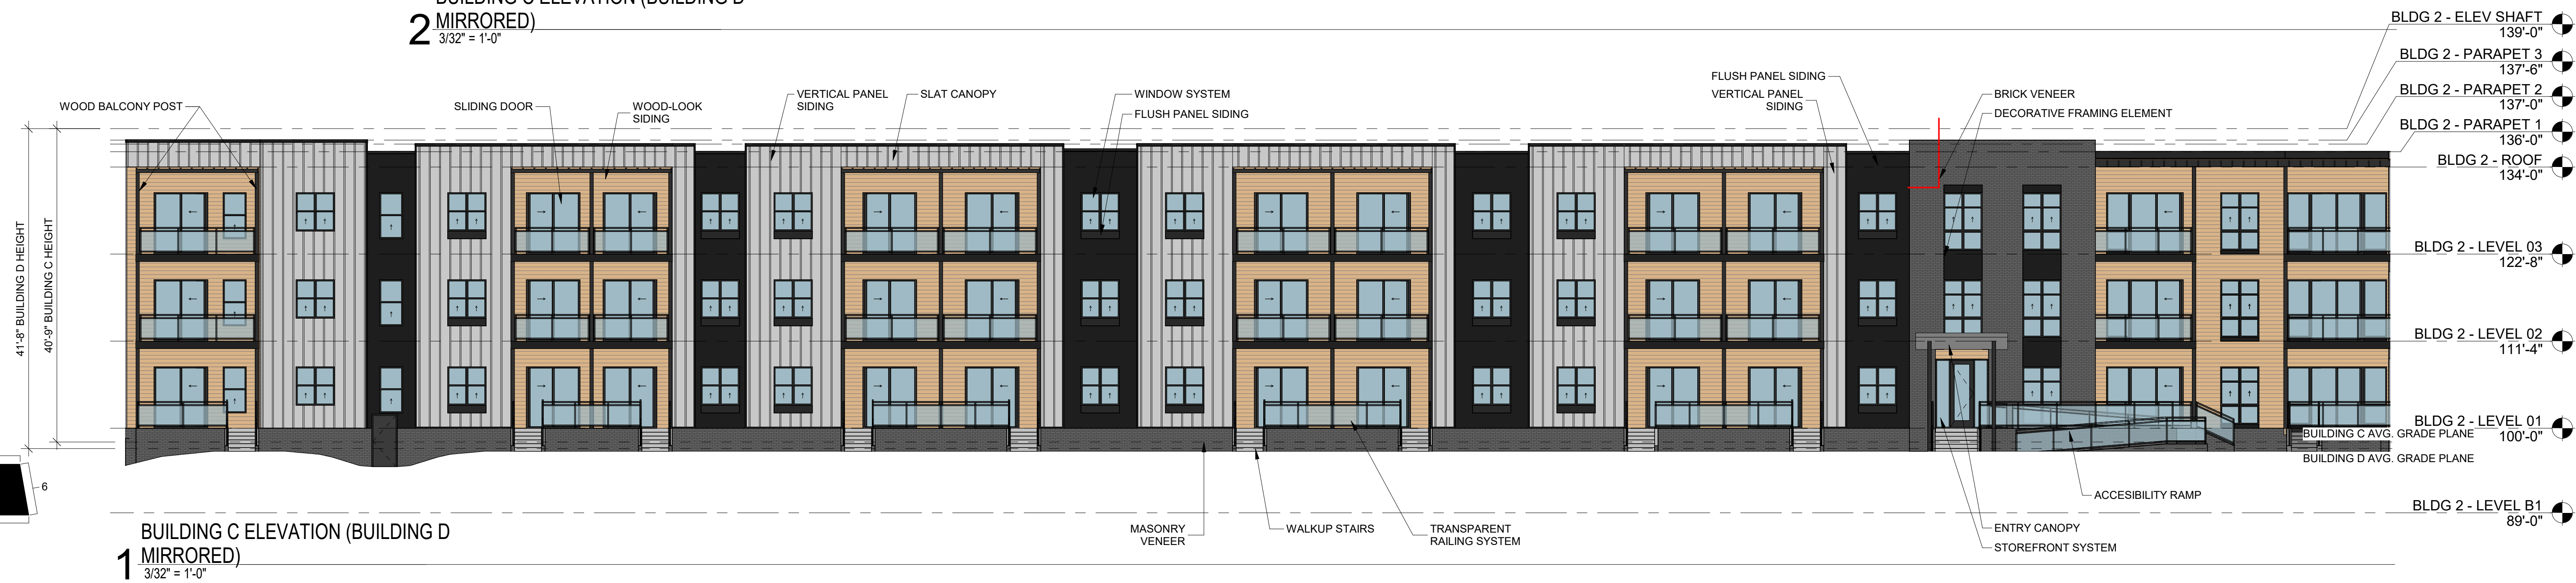 BUILDING C ELEVATION (BUILDING D
MIRRORED)
2
3/32" = 1'-0"
BLDG 2 - ELEV SHAFT
139'-0"
BLDG 2 - PARAPET 3
137'-6"
BLDG 2 - PARAPET 2
137'-0"
BLDG 2 - PARAPET 1
136'-0"
BLDG 2 - ROOF
134'-0"
BLDG 2 - LEVEL 03
122'-8"
BLDG 2 - LEVEL 02
111'-4"
BLDG 2 - LEVEL 01
100'-0"
BUILDING C AVG. GRADE PLANE
BUILDING D AVG. GRADE PLANE
BLDG 2 - LEVEL B1
89'-0"
WOOD BALCONY POST
SLIDING DOOR
WOOD-LOOK
SIDING
VERTICAL PANEL
SIDING
SLAT CANOPY
WINDOW SYSTEM
FLUSH PANEL SIDING
FLUSH PANEL SIDING
VERTICAL PANEL
SIDING
BRICK VENEER
DECORATIVE FRAMING ELEMENT
41'-8" BUILDING D HEIGHT
40'-9" BUILDING C HEIGHT
6
MASONRY
VENEER
WALKUP STAIRS
TRANSPARENT
RAILING SYSTEM
ACCESIBILITY RAMP
ENTRY CANOPY
STOREFRONT SYSTEM
BUILDING C ELEVATION (BUILDING D
MIRRORED)
1
3/32" = 1'-0"